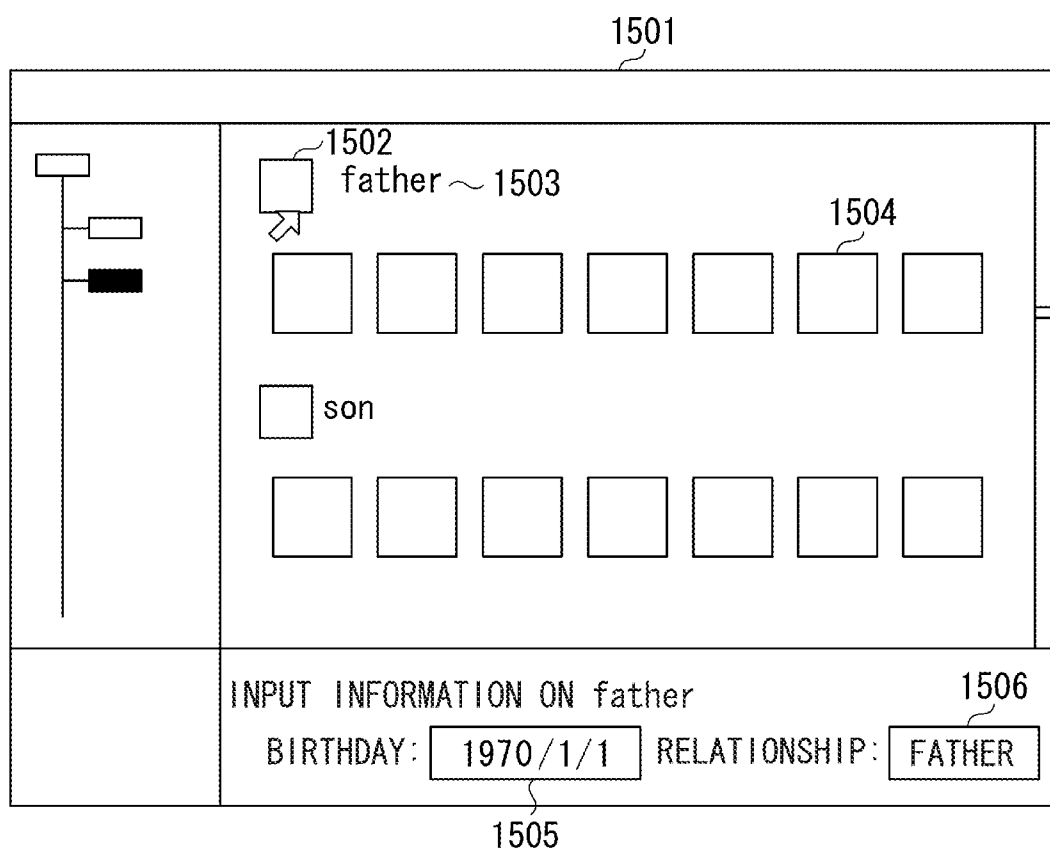 1501
1502
father 1503
1504
son
INPUT INFORMATION ON father
1506
BIRTHDAY: 1970/1/1 RELATIONSHIP: FATHER
1505